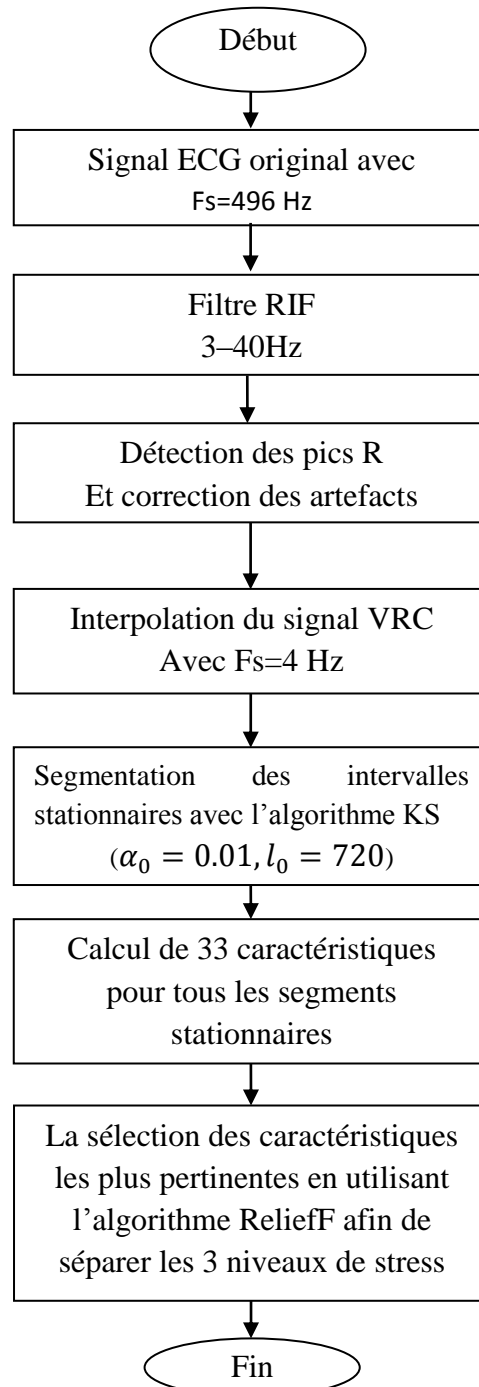 Début
Signal ECG original avec
Fs=496 Hz
Filtre RIF
3–40Hz
Détection des pics R
Et correction des artefacts
Interpolation du signal VRC
Avec Fs=4 Hz
Segmentation des intervalles
stationnaires avec l’algorithme KS
(𝛼₀ = 0.01, 𝑙₀ = 720)
Calcul de 33 caractéristiques
pour tous les segments
stationnaires
La sélection des caractéristiques
les plus pertinentes en utilisant
l’algorithme ReliefF afin de
séparer les 3 niveaux de stress
Fin